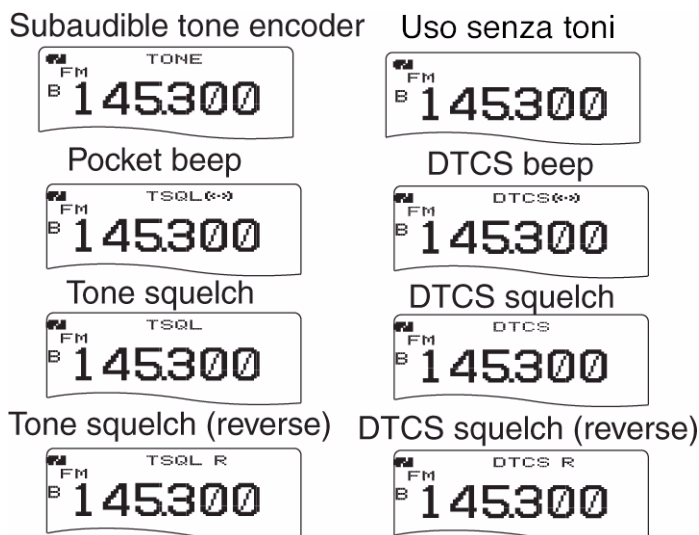 Subaudible tone encoder
TONE
FM
B 145.300
Uso senza toni
FM
B 145.300
Pocket beep
TSQL((·))
FM
B 145.300
DTCS beep
DTCS((·))
FM
B 145.300
Tone squelch
TSQL
FM
B 145.300
DTCS squelch
DTCS
FM
B 145.300
Tone squelch (reverse)
TSQL R
FM
B 145.300
DTCS squelch (reverse)
DTCS R
FM
B 145.300